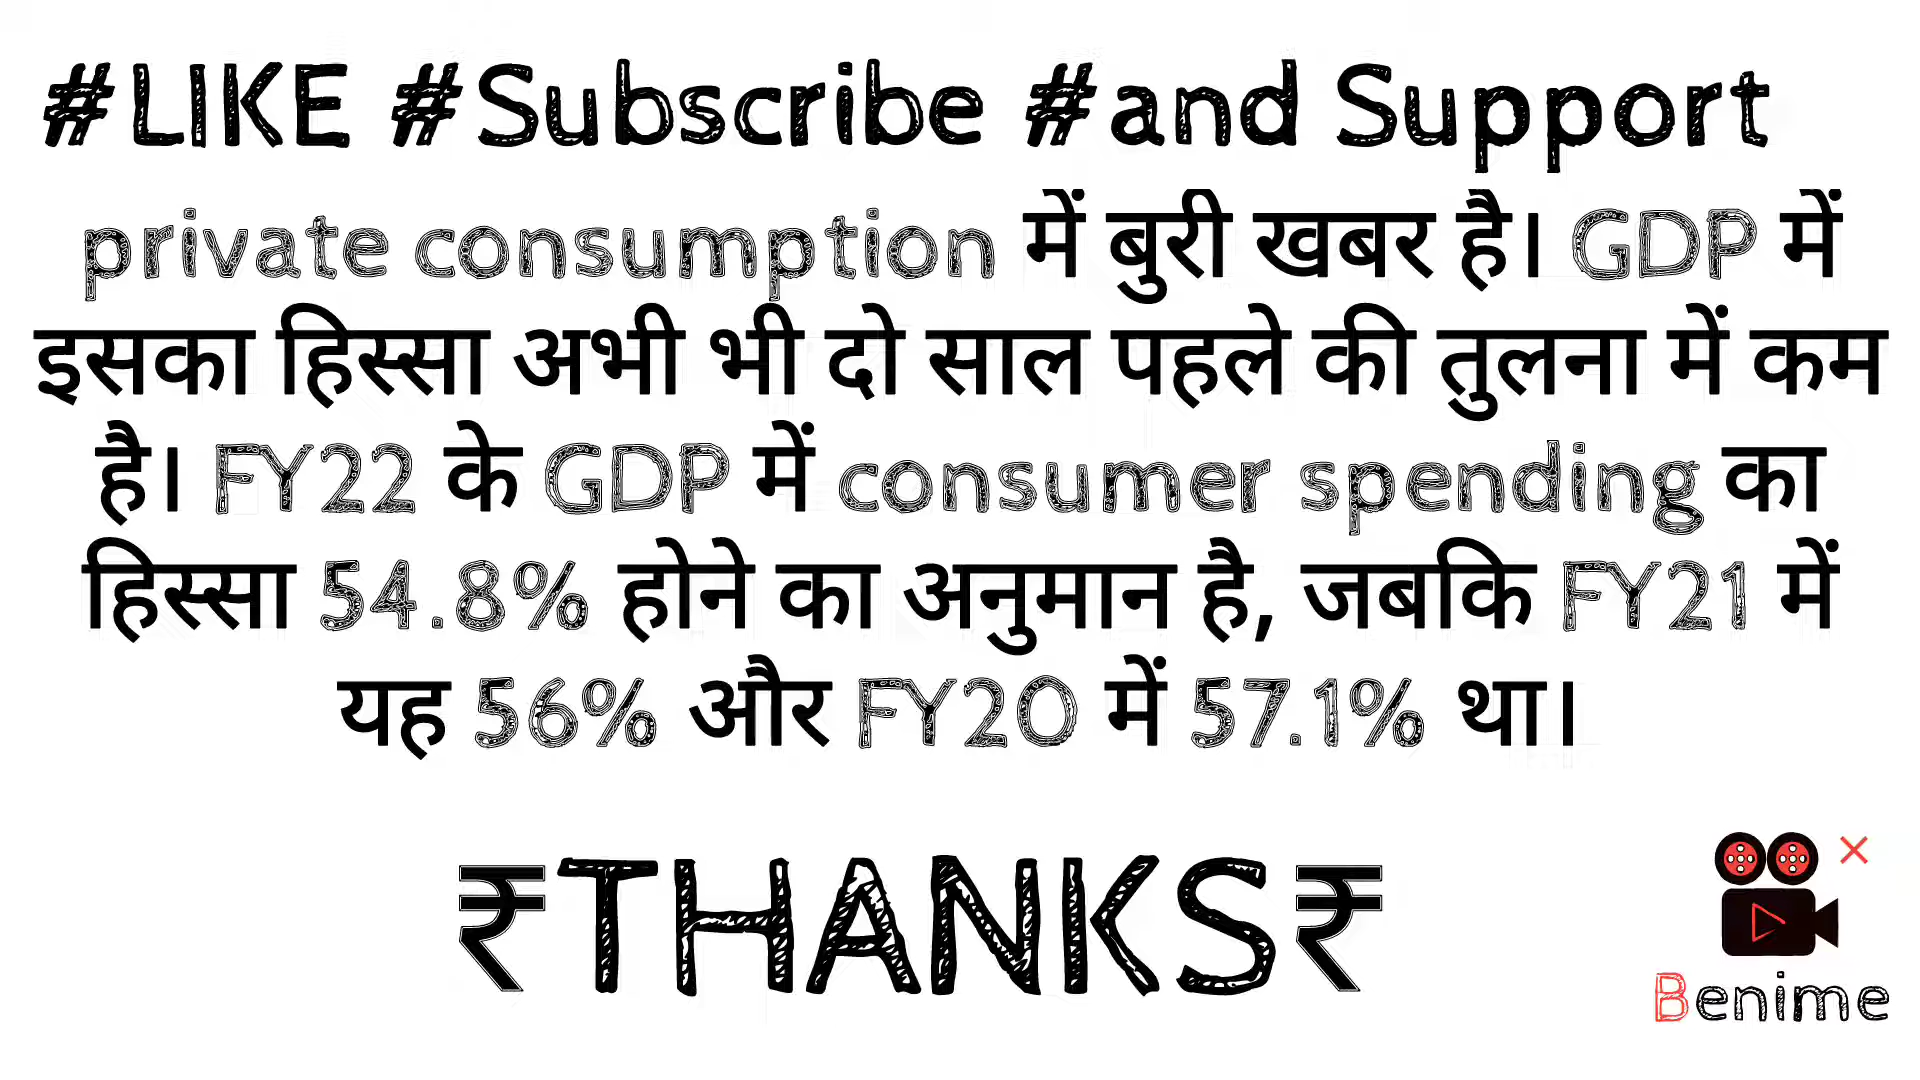 #LIKE #Subscribe #and Support
private consumption में बुरी खबर है। GDP में
इसका हिस्सा अभी भी दो साल पहले की तुलना में कम
है। FY22 के GDP में consumer spending का
हिस्सा 54.8% होने का अनुमान है, जबकि FY21 में
यह 56% और FY20 में 57.1% था।
₹THANKS₹
Benime